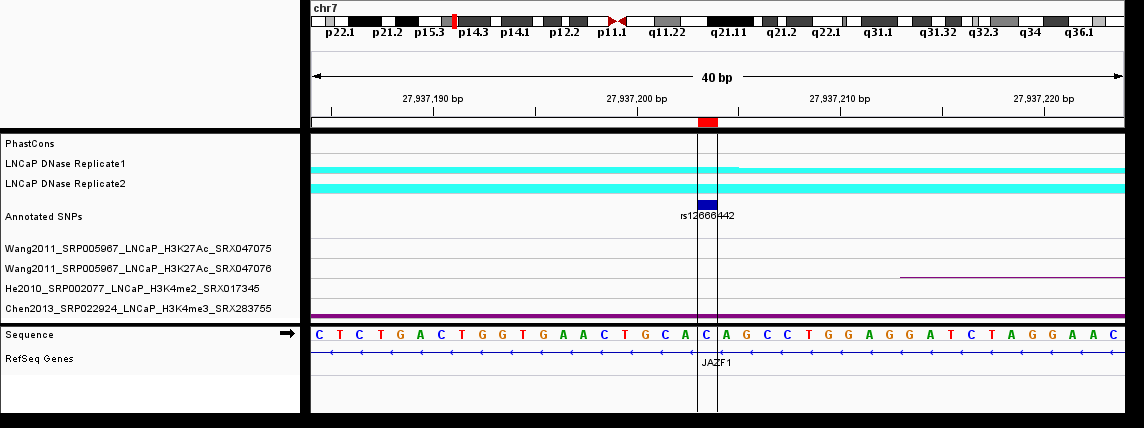 chr7
p22.1 p21.2 p15.3 p14.3 p14.1 p12.2 p11.1 q11.22 q21.11 q21.2 q22.1 q31.1 q31.32 q32.3 q34 q36.1
40 bp
27,937,190 bp 27,937,200 bp 27,937,210 bp 27,937,220 bp
PhastCons
LNCaP DNase Replicate1
LNCaP DNase Replicate2
Annotated SNPs
rs12666442
Wang2011_SRP005967_LNCaP_H3K27Ac_SRX047075
Wang2011_SRP005967_LNCaP_H3K27Ac_SRX047076
He2010_SRP002077_LNCaP_H3K4me2_SRX017345
Chen2013_SRP022924_LNCaP_H3K4me3_SRX283755
Sequence C T C T G A C T G G T G A A C T G C A C A G C C T G G A G G A T C T A G G A A C
RefSeq Genes
JAZF1